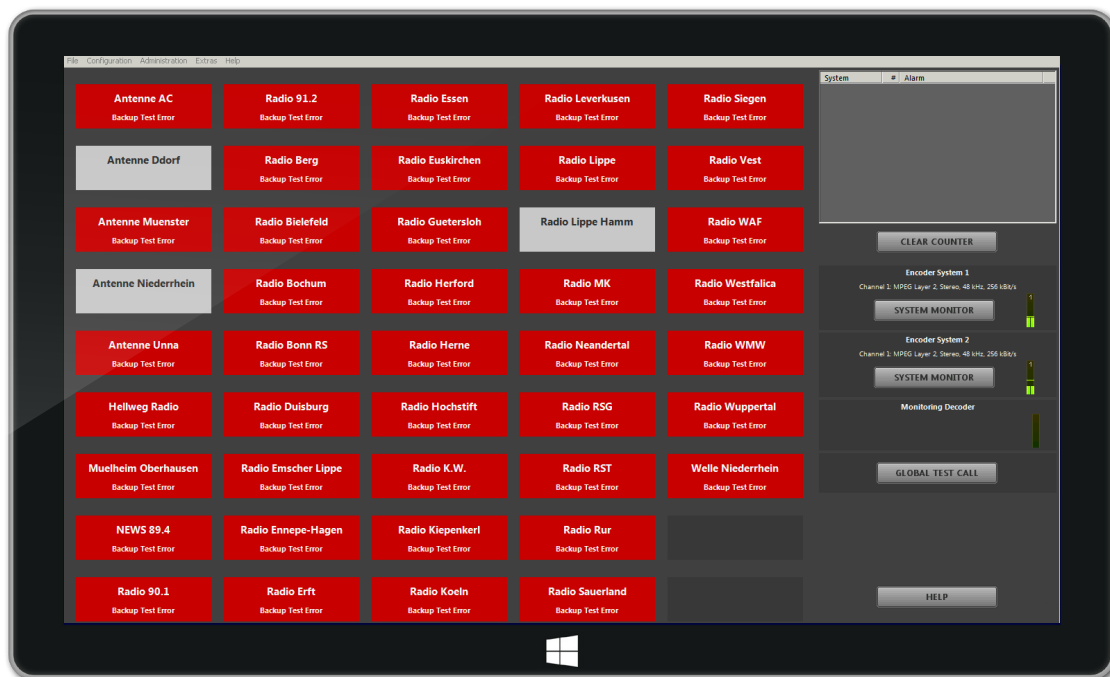 File Configuration Administration Extras Help
Antenne AC
Backup Test Error
Radio 91.2
Backup Test Error
Radio Essen
Backup Test Error
Radio Leverkusen
Backup Test Error
Radio Siegen
Backup Test Error
Antenne Ddorf
Radio Berg
Backup Test Error
Radio Euskirchen
Backup Test Error
Radio Lippe
Backup Test Error
Radio Vest
Backup Test Error
Antenne Muenster
Backup Test Error
Radio Bielefeld
Backup Test Error
Radio Guetersloh
Backup Test Error
Radio Lippe Hamm
Radio WAF
Backup Test Error
Antenne Niederrhein
Radio Bochum
Backup Test Error
Radio Herford
Backup Test Error
Radio MK
Backup Test Error
Radio Westfalica
Backup Test Error
Antenne Unna
Backup Test Error
Radio Bonn RS
Backup Test Error
Radio Herne
Backup Test Error
Radio Neandertal
Backup Test Error
Radio WMW
Backup Test Error
Hellweg Radio
Backup Test Error
Radio Duisburg
Backup Test Error
Radio Hochstift
Backup Test Error
Radio RSG
Backup Test Error
Radio Wuppertal
Backup Test Error
Muelheim Oberhausen
Backup Test Error
Radio Emscher Lippe
Backup Test Error
Radio K.W.
Backup Test Error
Radio RST
Backup Test Error
Welle Niederrhein
Backup Test Error
NEWS 89.4
Backup Test Error
Radio Ennepe-Hagen
Backup Test Error
Radio Kiepenkerl
Backup Test Error
Radio Rur
Backup Test Error
Radio 90.1
Backup Test Error
Radio Erft
Backup Test Error
Radio Koeln
Backup Test Error
Radio Sauerland
Backup Test Error
System # Alarm
CLEAR COUNTER
Encoder System 1
Channel 1: MPEG Layer 2, Stereo, 48 kHz, 256 kBit/s
SYSTEM MONITOR
1
Encoder System 2
Channel 1: MPEG Layer 2, Stereo, 48 kHz, 256 kBit/s
SYSTEM MONITOR
1
Monitoring Decoder
GLOBAL TEST CALL
HELP